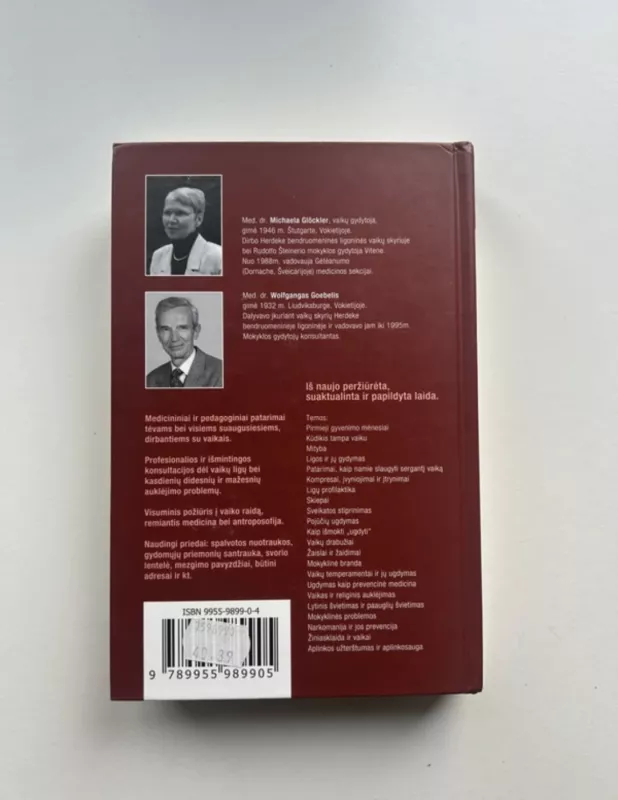 Med. dr. Michaela Glöckler, vaikų gydytoja,
gimė 1946 m. Štutgarte, Vokietijoje.
Dirbo Herdeke bendruomeninės ligoninės vaikų skyriuje
bei Rudolfo Šteinerio mokyklos gydytoja Vitene.
Nuo 1988m. vadovauja Gėtėanumo
(Dornache, Šveicarijoje) medicinos sekcijai.
Med. dr. Wolfgangas Goebelis
gimė 1932 m. Liudvikaburge. Vokietijoje.
Dalyvavo įkuriant vaikų skyrių Herdeke
bendruomeninėje ligoninėje ir vadovavo jam iki 1995m.
Mokyklos gydytojų konsultantas.
Medicininiai ir pedagoginiai patarimai
tėvams bei visiems suaugusiesiems,
dirbantiems su vaikais.
Profesionalios ir išmintingos
konsultacijos dėl vaikų ligų bei
kasdienių didesnių ir mažesnių
auklėjimo problemų.
Visuminis požiūris į vaiko raidą,
remiantis medicina bei antroposofija.
Naudingi priedai: spalvotos nuotraukos,
gydomųjų priemonių santrauka, svorio
lentelė, mezgimo pavyzdžiai, būtini
adresai ir kt.
Iš naujo peržiūrėta,
suaktualinta ir papildyta laida.
Temos:
Pirmieji gyvenimo mėnesiai
Kūdikis tampa vaiku
Mityba
Ligos ir jų gydymas
Patarimai, kaip namie slaugyti sergantį vaiką
Kompresai, įvyniojimai ir įtrynimai
Ligų profilaktika
Skiepai
Sveikatos stiprinimas
Pojūčių ugdymas
Kaip išmokti „ugdyti"
Vaikų drabužiai
Žaislai ir žaidimai
Mokyklinė branda
Vaikų temperamentai ir jų ugdymas
Ugdymas kaip prevencinė medicina
Vaikas ir religinis auklėjimas
Lytinis švietimas ir paauglių švietimas
Mokyklinės problemos
Narkomanija ir jos prevencija
Žiniasklaida ir vaikai
Aplinkos užterštumas ir aplinkosauga
ISBN 9955-9899-0-4
9 789955 989905